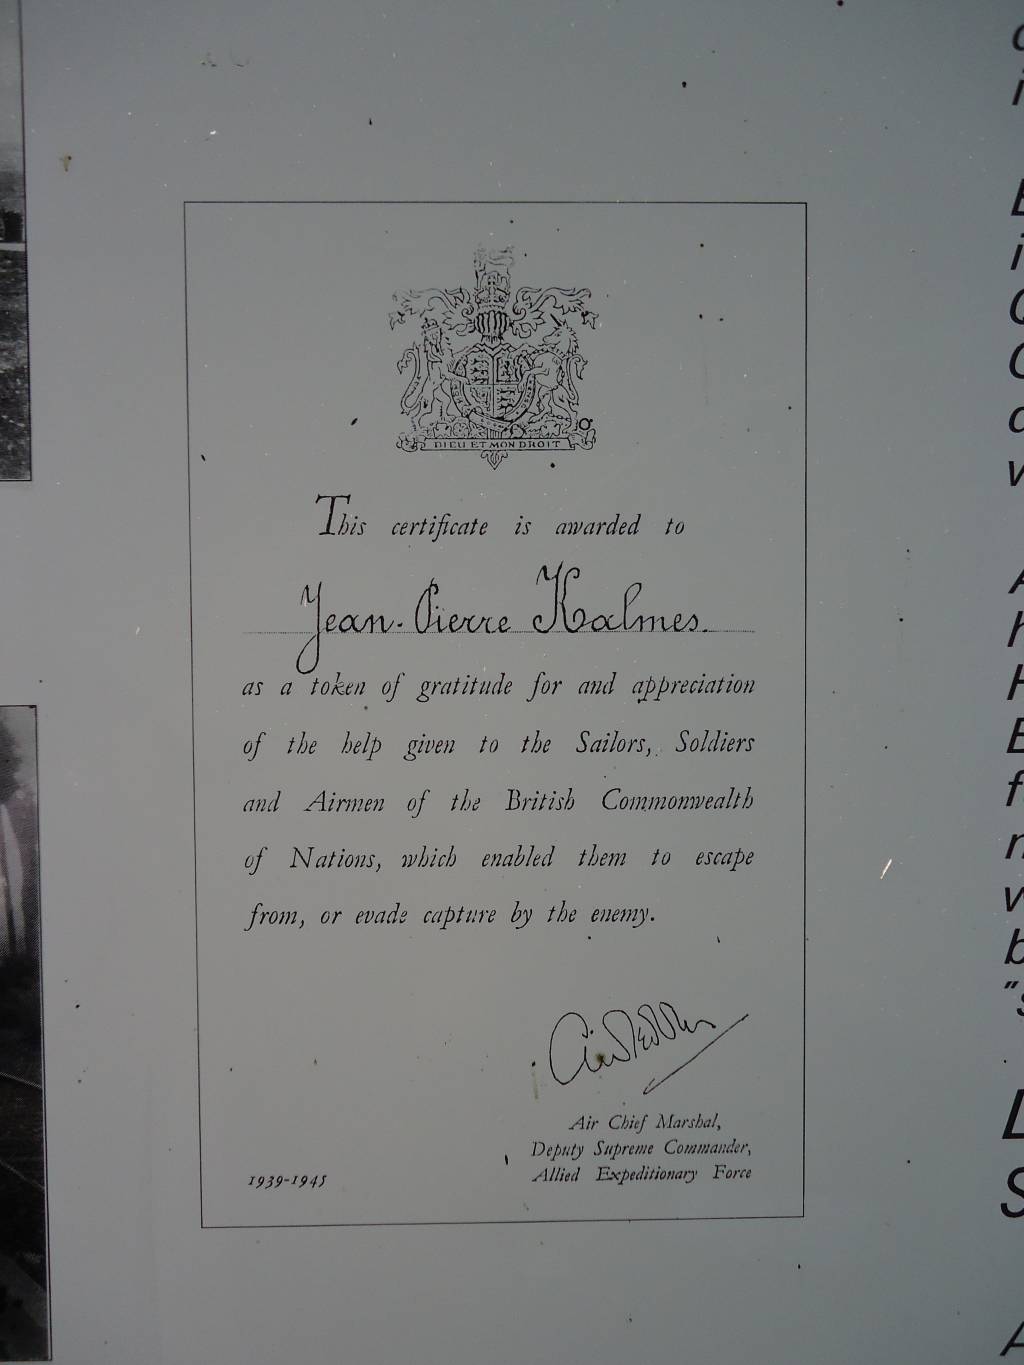 DIEU ET MON DROIT
This certificate is awarded to
Jean-Pierre Kalmes.
as a token of gratitude for and appreciation
of the help given to the Sailors, Soldiers
and Airmen of the British Commonwealth
of Nations, which enabled them to escape
from, or evade capture by the enemy.
Air Chief Marshal,
Deputy Supreme Commander,
Allied Expeditionary Force
1939-1945